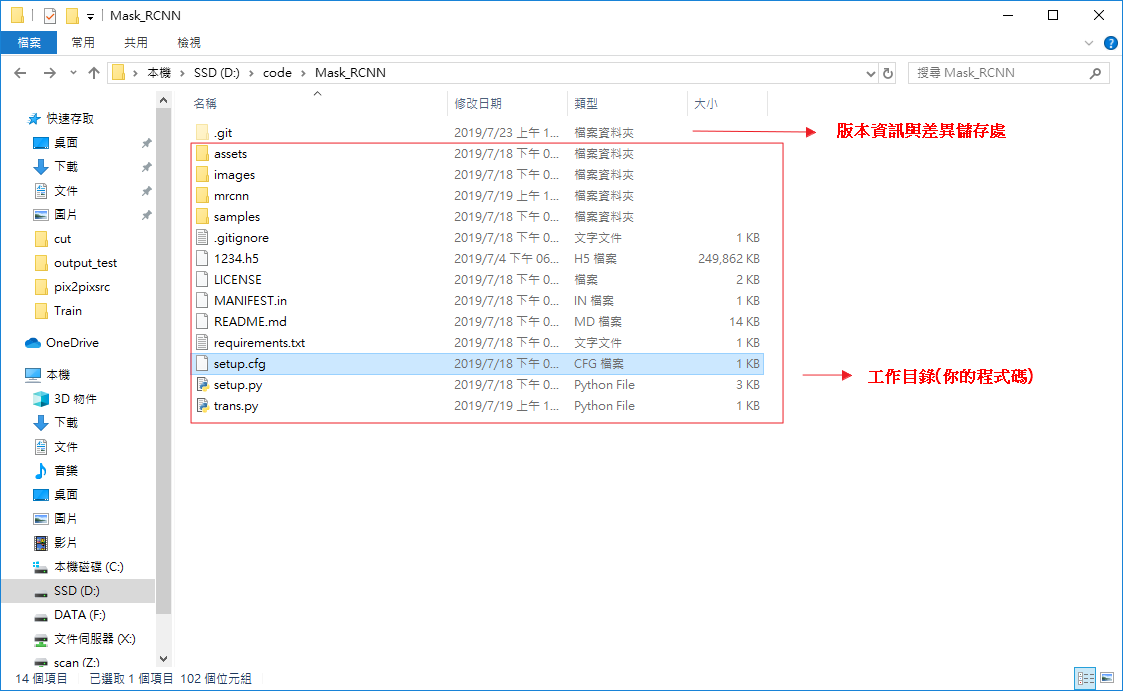 Mask_RCNN
檔案 常用 共用 檢視
本機 SSD (D:) code Mask_RCNN 搜尋 Mask_RCNN
名稱 修改日期 類型 大小
.git 2019/7/23 上午 1... 檔案資料夾 版本資訊與差異儲存處
assets 2019/7/18 下午 0... 檔案資料夾
images 2019/7/18 下午 0... 檔案資料夾
mrcnn 2019/7/19 上午 1... 檔案資料夾
samples 2019/7/18 下午 0... 檔案資料夾
.gitignore 2019/7/18 下午 0... 文字文件 1 KB
1234.h5 2019/7/4 下午 06... H5 檔案 249,862 KB
LICENSE 2019/7/18 下午 0... 檔案 2 KB
MANIFEST.in 2019/7/18 下午 0... IN 檔案 1 KB
README.md 2019/7/18 下午 0... MD 檔案 14 KB
requirements.txt 2019/7/18 下午 0... 文字文件 1 KB
setup.cfg 2019/7/18 下午 0... CFG 檔案 1 KB
setup.py 2019/7/18 下午 0... Python File 3 KB
trans.py 2019/7/19 上午 1... Python File 1 KB
工作目錄(你的程式碼)
快速存取
桌面
下載
文件
圖片
cut
output_test
pix2pixsrc
Train
OneDrive
本機
3D 物件
下載
文件
音樂
桌面
圖片
影片
本機磁碟 (C:)
SSD (D:)
DATA (F:)
文件伺服器 (X:)
scan (Z:)
14 個項目 已選取 1 個項目 102 個位元組